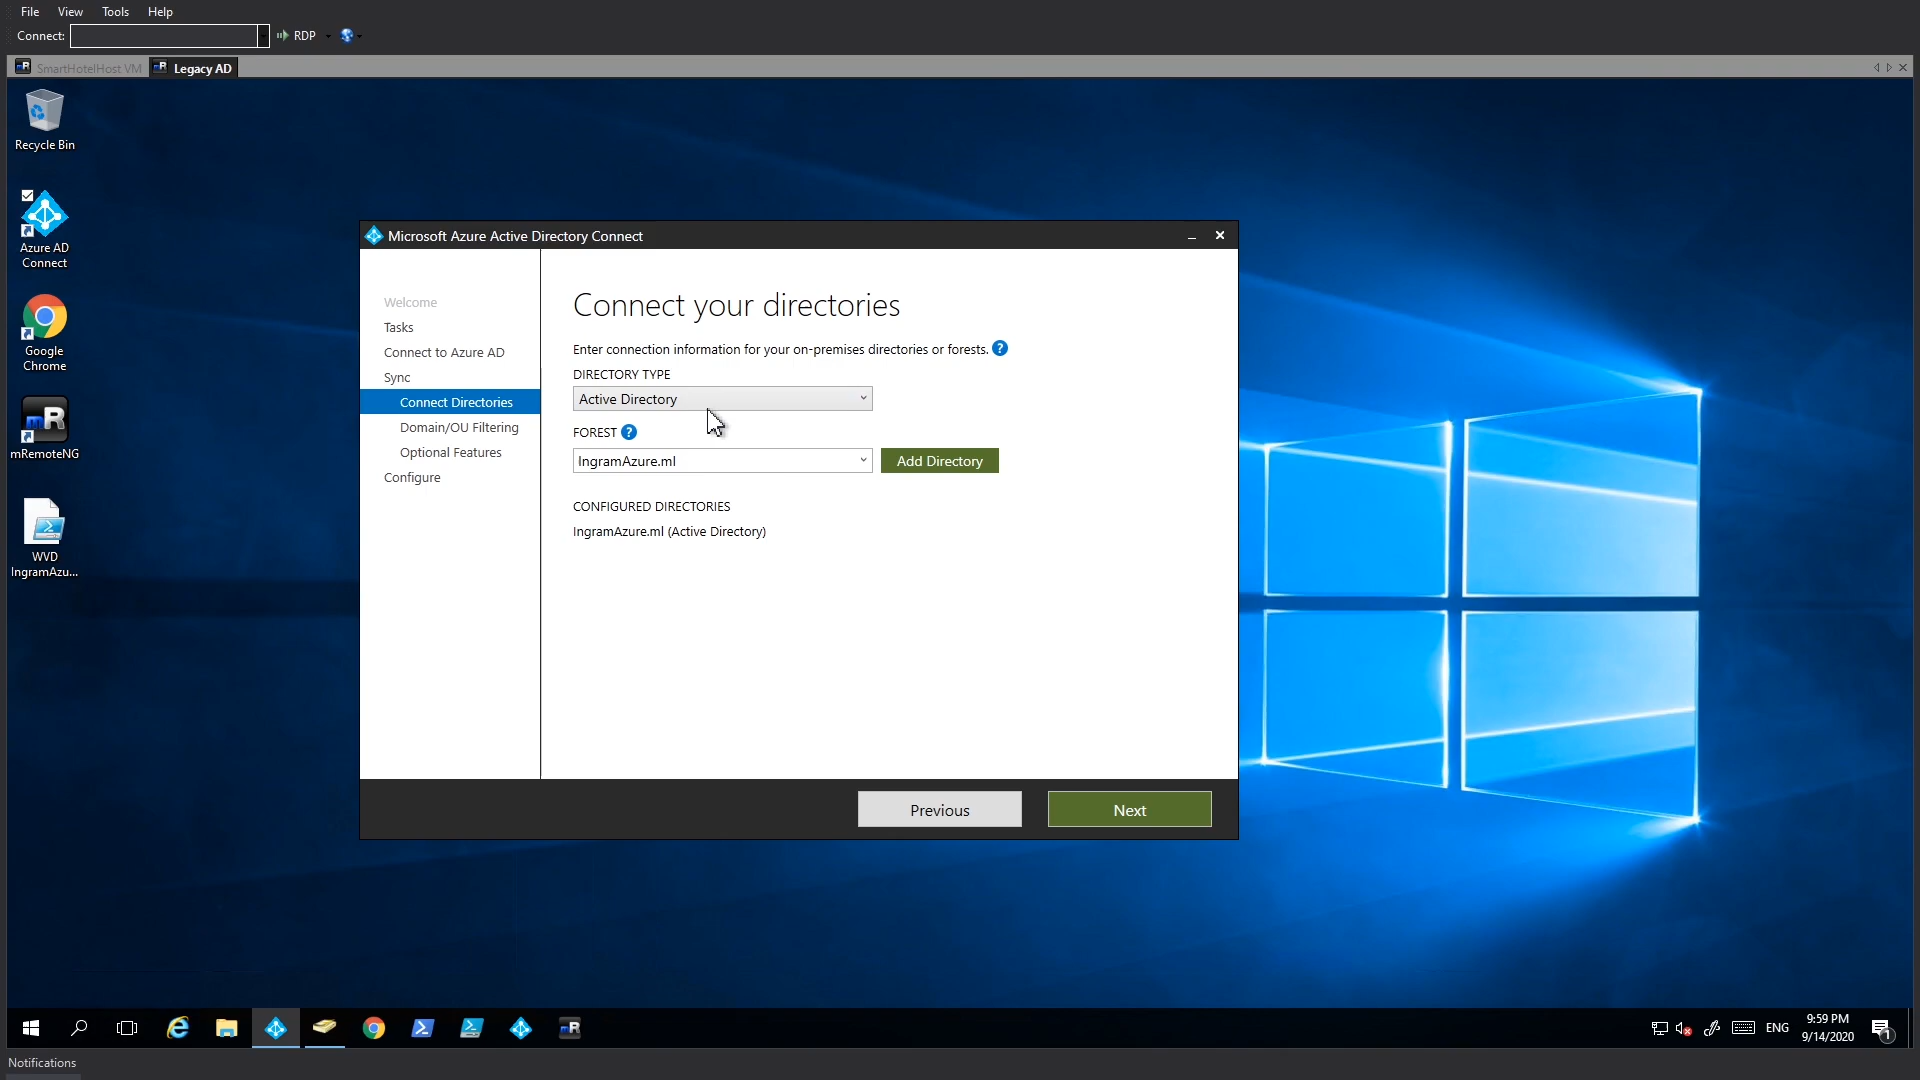 File View Tools Help
Connect: RDP
SmartHotelHost VM Legacy AD
Recycle Bin
Azure AD
Connect
Google
Chrome
mRemoteNG
WVD
IngramAzu...
Microsoft Azure Active Directory Connect
Welcome
Tasks
Connect to Azure AD
Sync
Connect Directories
Domain/OU Filtering
Optional Features
Configure
Connect your directories
Enter connection information for your on-premises directories or forests. ?
DIRECTORY TYPE
Active Directory
FOREST ?
IngramAzure.ml Add Directory
CONFIGURED DIRECTORIES
IngramAzure.ml (Active Directory)
Previous Next
ENG
9:59 PM
9/14/2020
1
Notifications